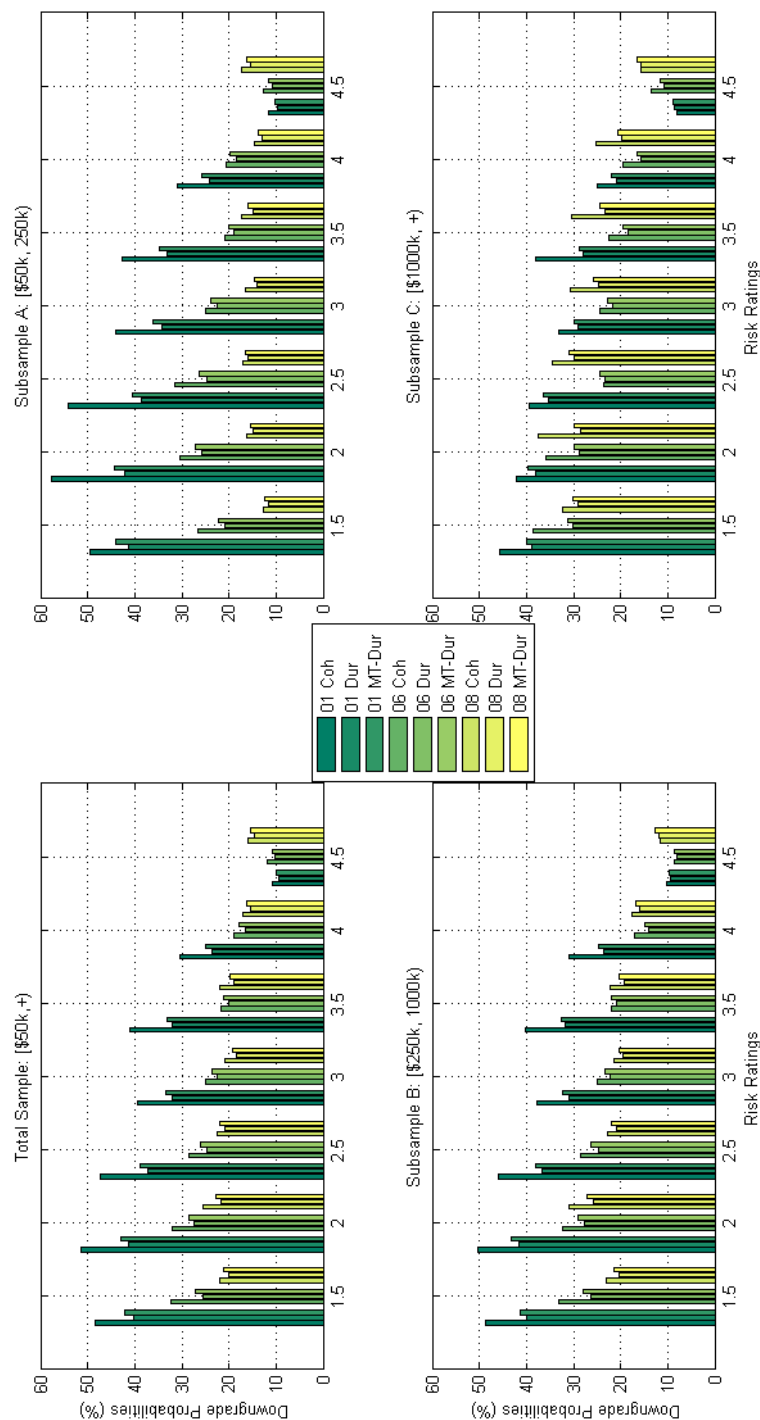 Total Sample: [$50k,+)
60
50
40
30
20
10
0
Downgrade Probabilities (%)
1.5 2 2.5 3 3.5 4 4.5
Subsample A: [$50k, 250k)
60
50
40
30
20
10
0
1.5 2 2.5 3 3.5 4 4.5
01 Coh
01 Dur
01 MT-Dur
06 Coh
06 Dur
06 MT-Dur
08 Coh
08 Dur
08 MT-Dur
Subsample B: [$250k, 1000k)
60
50
40
30
20
10
0
Downgrade Probabilities (%)
1.5 2 2.5 3 3.5 4 4.5
Risk Ratings
Subsample C: [$1000k, +)
60
50
40
30
20
10
0
1.5 2 2.5 3 3.5 4 4.5
Risk Ratings